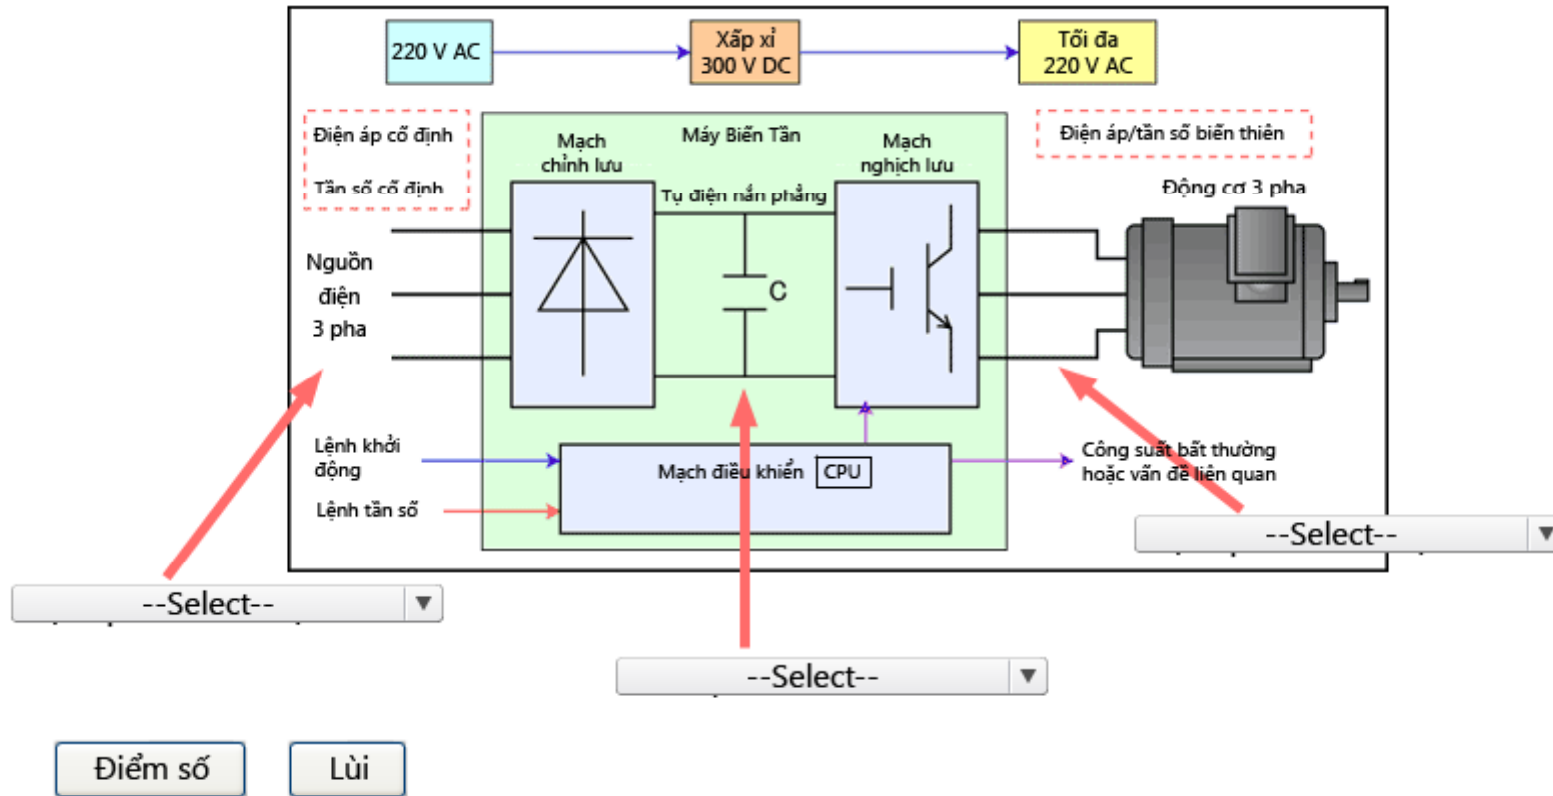 220 V AC
Xấp xỉ
300 V DC
Tối đa
220 V AC
Điện áp cố định
Tần số cố định
Mạch
chỉnh lưu
Máy Biến Tần
Mạch
nghịch lưu
Điện áp/tần số biến thiên
Tụ điện nắn phẳng
Động cơ 3 pha
Nguồn
điện
3 pha
C
Lệnh khởi
động
Lệnh tần số
Mạch điều khiển CPU
Công suất bất thường
hoặc vấn đề liên quan
--Select--
--Select--
--Select--
Điểm số
Lùi